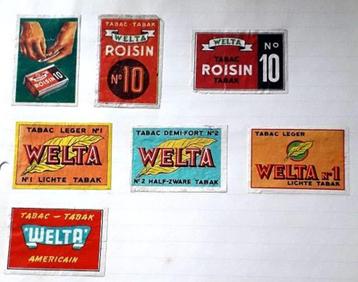 WELTA
ROISIN 10
TABAC - TABAK
WELTA
ROISIN
No 10
WELTA
TABAC
ROISIN
TABAK
No
10
TABAC LEGER No1
WELTA
No1 LICHTE TABAK
TABAC DEMI-FORT No2
WELTA
No2 HALF-ZWARE TABAK
TABAC LEGER
WELTA No1
LICHTE TABAK
TABAC - TABAK
"WELTA"
AMERICAIN